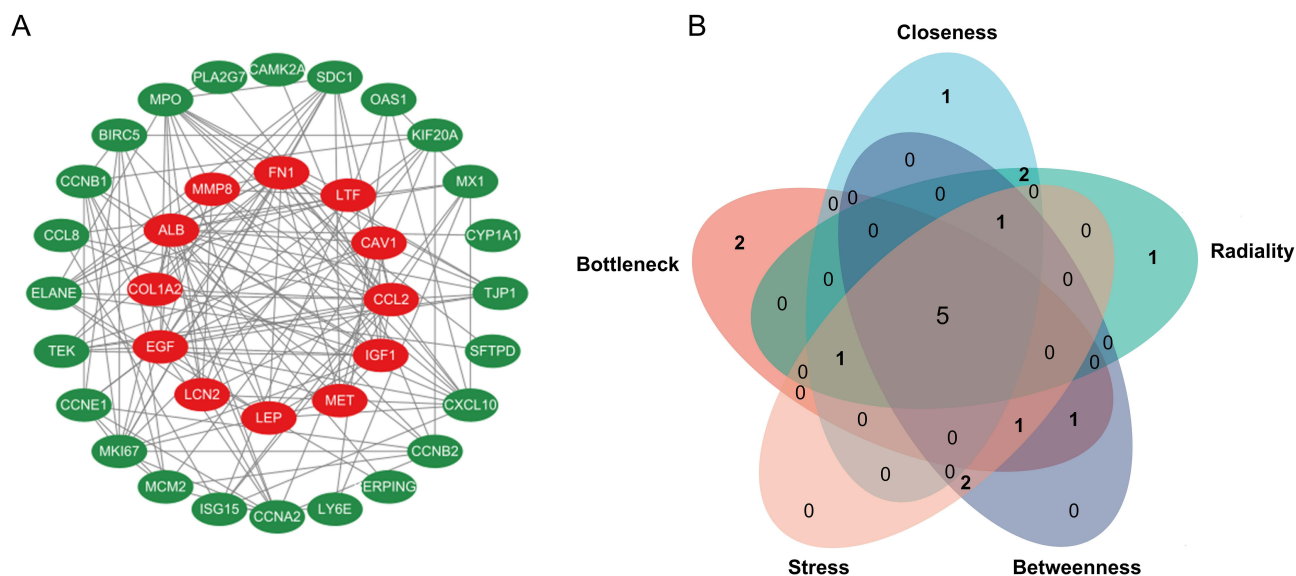 A
B
CAMK2A
PLA2G7
SDC1
MPO
OAS1
BIRC5
KIF20A
CCNB1
MX1
CCL8
CYP1A1
ELANE
TJP1
TEK
SFTPD
CCNE1
CXCL10
MKI67
CCNB2
MCM2
ERPING
ISG15
CCNA2
LY6E
FN1
MMP8
LTF
ALB
CAV1
COL1A2
CCL2
EGF
IGF1
LCN2
MET
LEP
Closeness
1
0
2
0 0
0
0
0
1
0
0
2
1
Bottleneck
Radiality
0
0
0
5
0
0
0
1
0
0
0
0
1
1
0
0
0
2
0
0
Stress
Betweenness